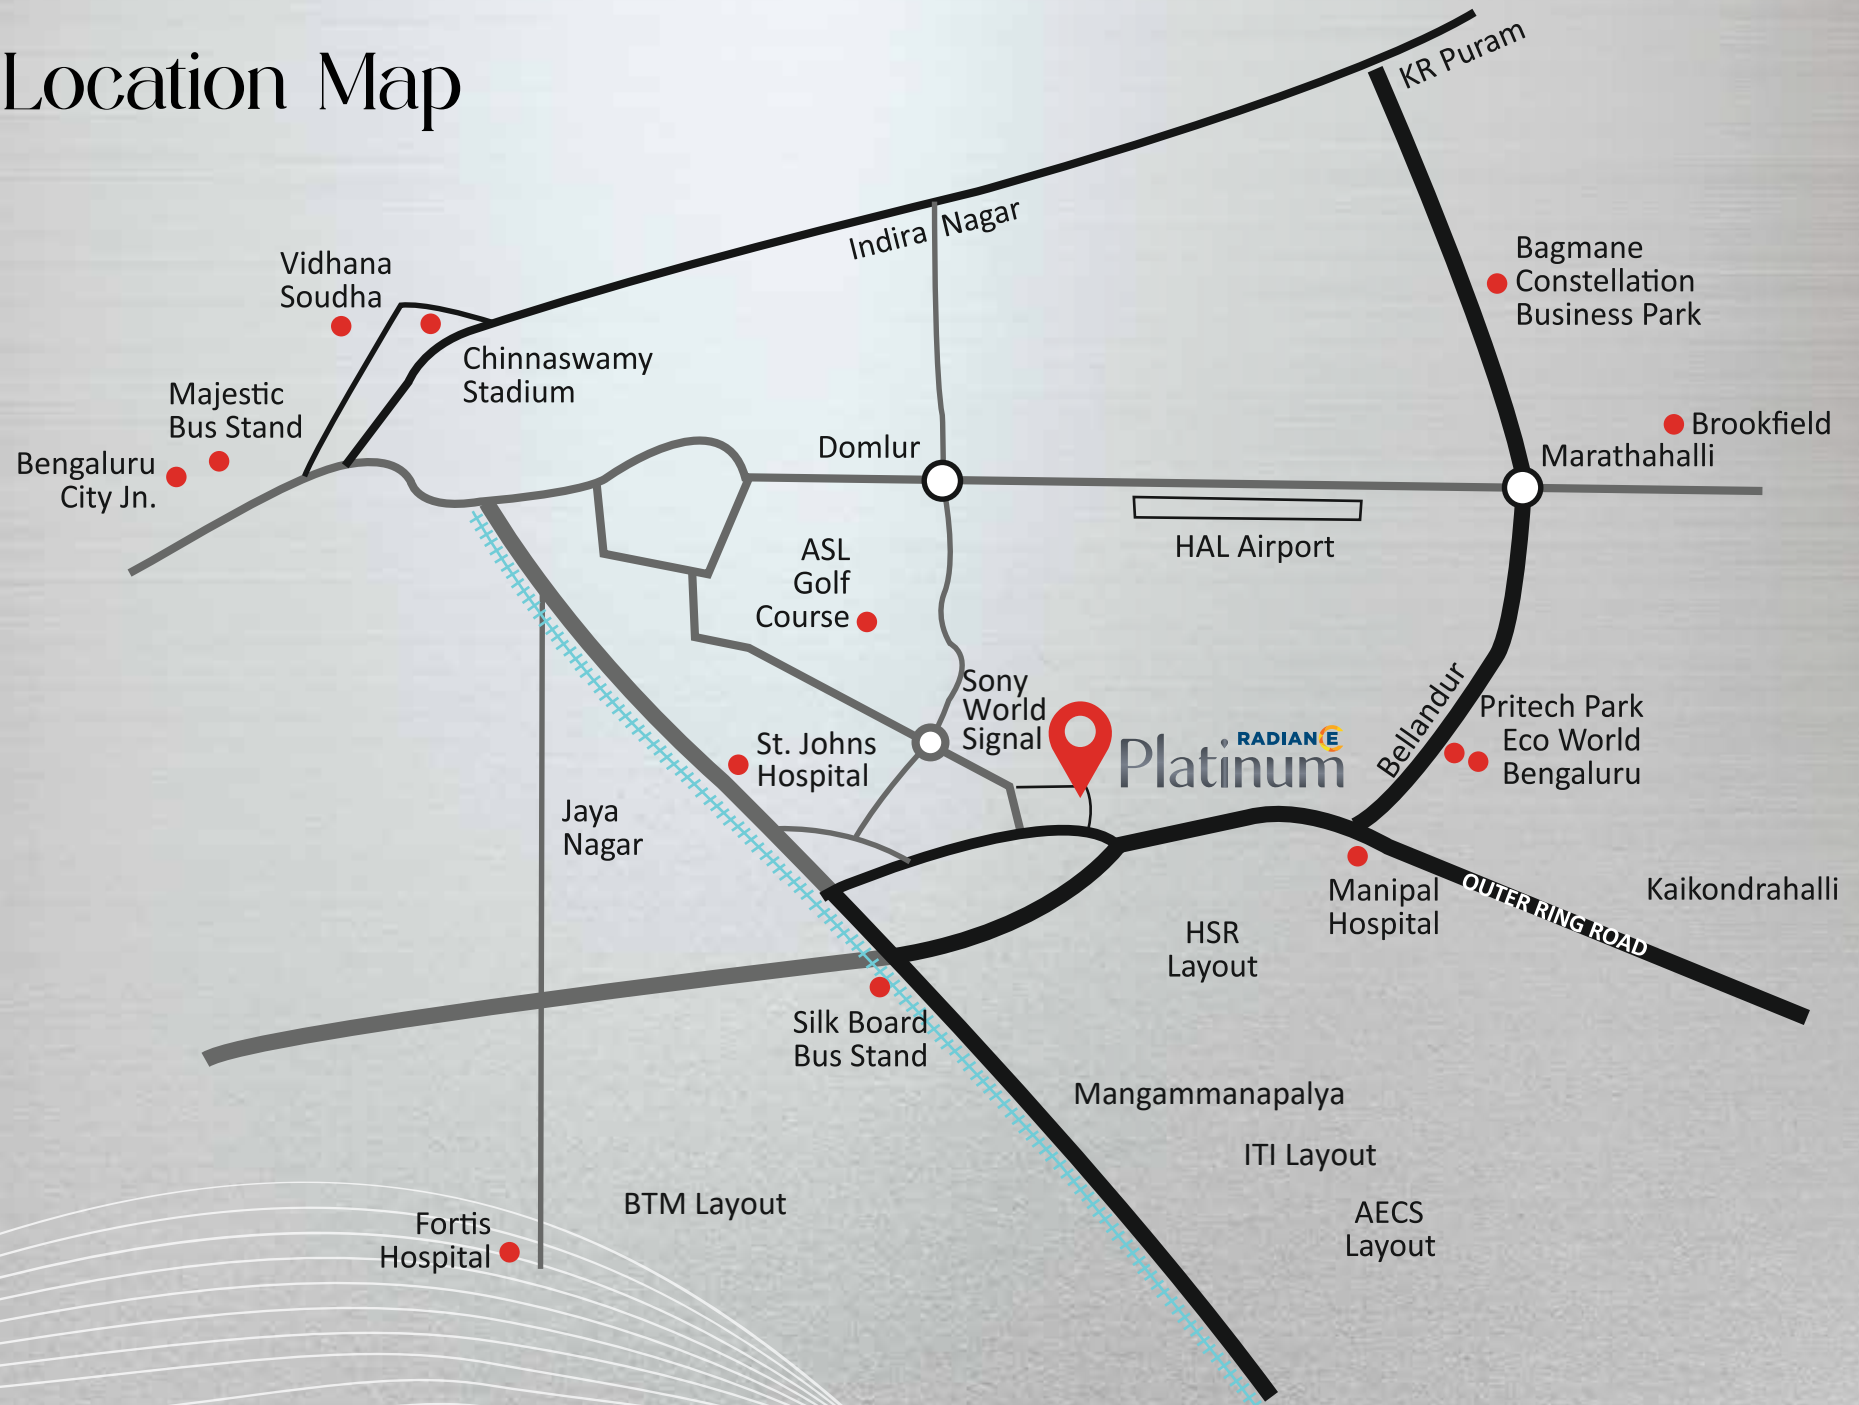 Location Map
KR Puram
Indira Nagar
Vidhana
Soudha
Bagmane
Constellation
Business Park
Chinnaswamy
Stadium
Majestic
Bus Stand
Brookfield
Domlur
Marathahalli
Bengaluru
City Jn.
ASL
Golf
Course
HAL Airport
Sony
World
Signal
Bellandur
Pritech Park
Eco World
Bengaluru
RADIANCE
Platinum
St. Johns
Hospital
Jaya
Nagar
Manipal
Hospital
OUTER RING ROAD
Kaikondrahalli
HSR
Layout
Silk Board
Bus Stand
Mangammanapalya
ITI Layout
BTM Layout
AECS
Layout
Fortis
Hospital